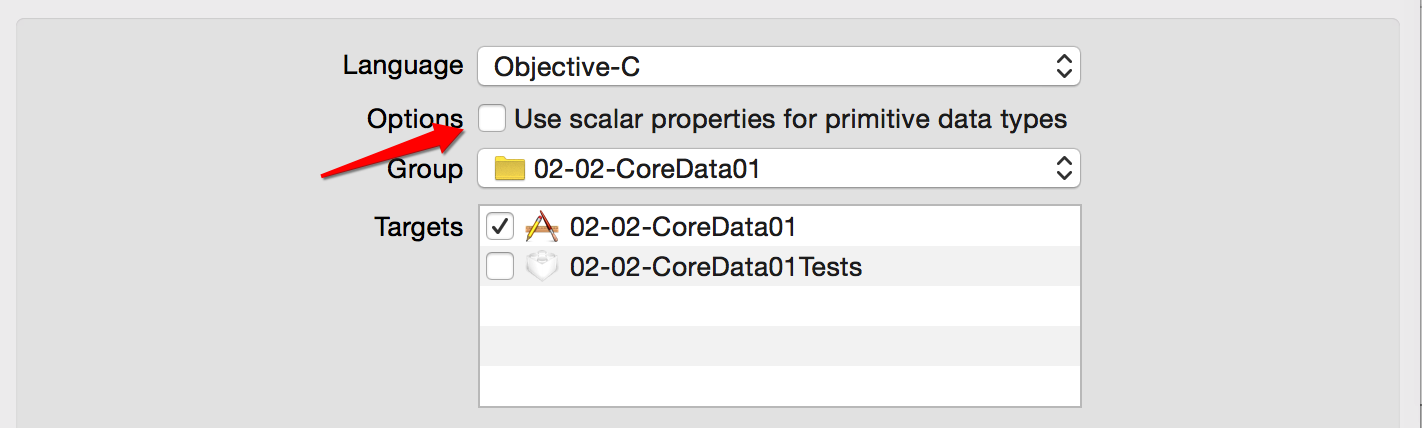 Language Objective-C
Options Use scalar properties for primitive data types
Group 02-02-CoreData01
Targets 02-02-CoreData01
02-02-CoreData01Tests